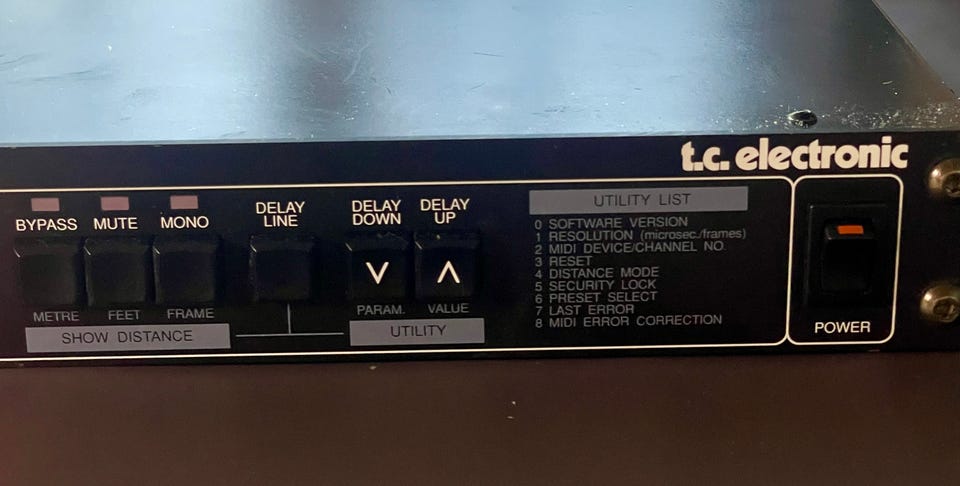 t.c. electronic
BYPASS MUTE MONO
DELAY LINE
DELAY DOWN
DELAY UP
METRE FEET FRAME
SHOW DISTANCE
PARAM. VALUE
UTILITY
UTILITY LIST
0 SOFTWARE VERSION
1 RESOLUTION (microsec./frames)
2 MIDI DEVICE/CHANNEL NO.
3 RESET
4 DISTANCE MODE
5 SECURITY LOCK
6 PRESET SELECT
7 LAST ERROR
8 MIDI ERROR CORRECTION
POWER